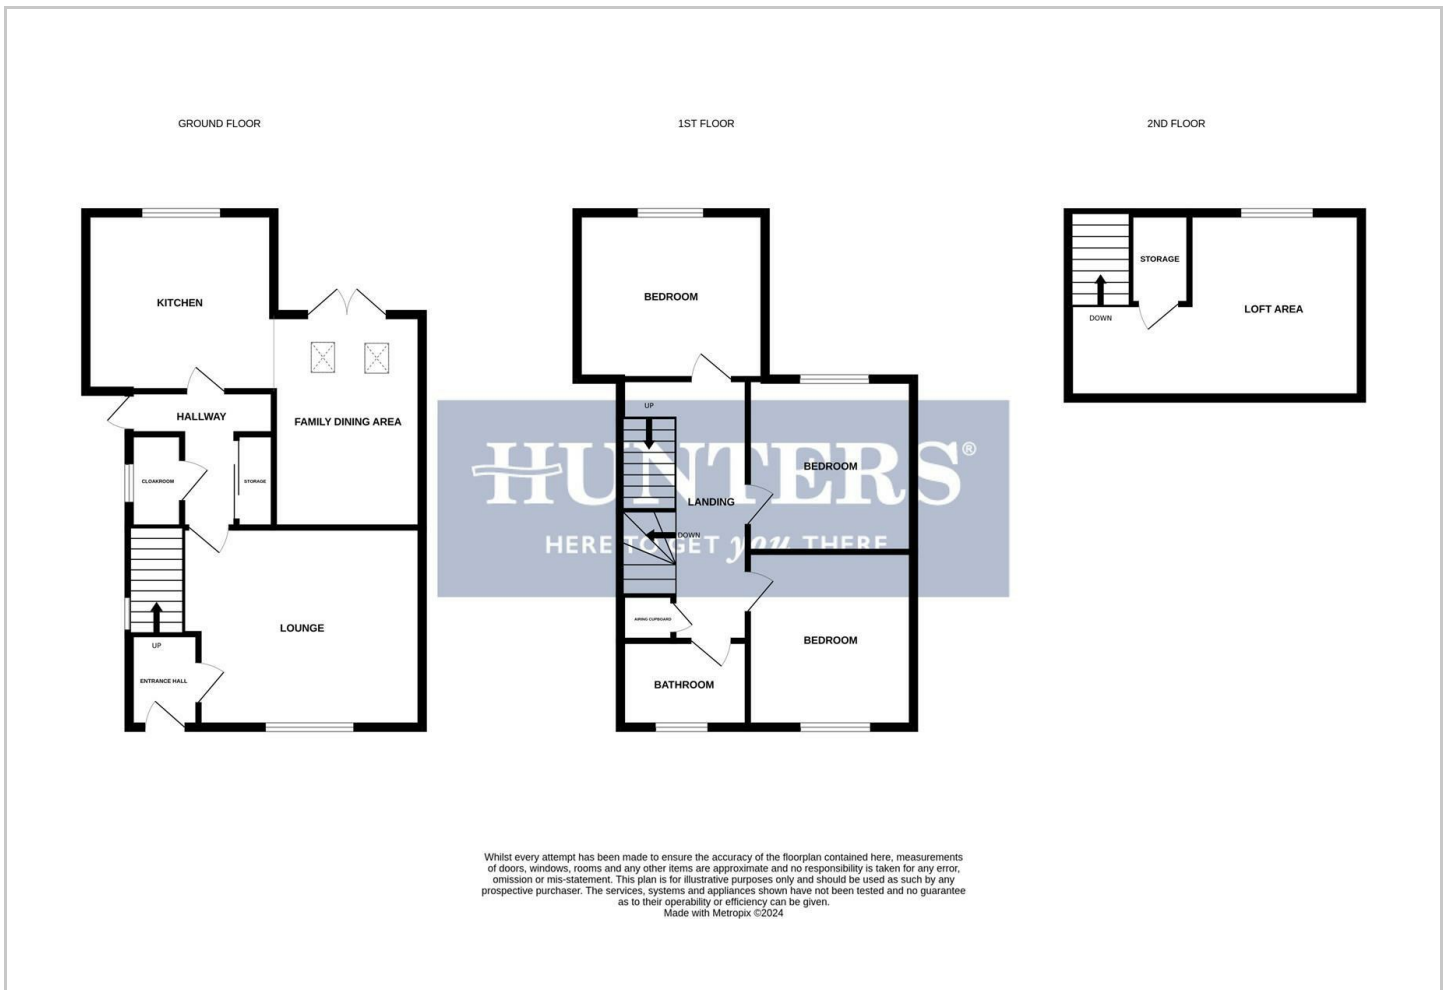 GROUND FLOOR
1ST FLOOR
2ND FLOOR
KITCHEN
HALLWAY
FAMILY DINING AREA
CLOAKROOM
STORAGE
LOUNGE
UP
ENTRANCE HALL
BEDROOM
UP
BEDROOM
LANDING
DOWN
AIRING CUPBOARD
BEDROOM
BATHROOM
STORAGE
LOFT AREA
DOWN
HUNTERS®
HERE TO GET you THERE
Whilst every attempt has been made to ensure the accuracy of the floorplan contained here, measurements
of doors, windows, rooms and any other items are approximate and no responsibility is taken for any error,
omission or mis-statement. This plan is for illustrative purposes only and should be used as such by any
prospective purchaser. The services, systems and appliances shown have not been tested and no guarantee
as to their operability or efficiency can be given.
Made with Metropix ©2024